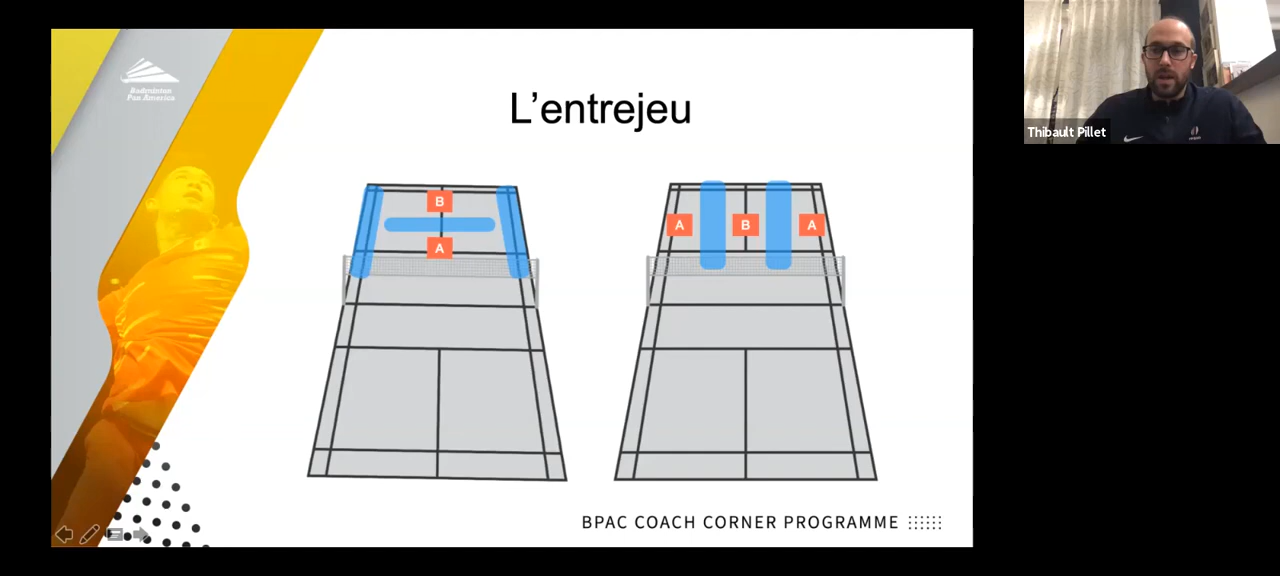 Badminton
Pan America
L'entrejeu
B
A
A
B
A
BPAC COACH CORNER PROGRAMME
Thibault Pillet